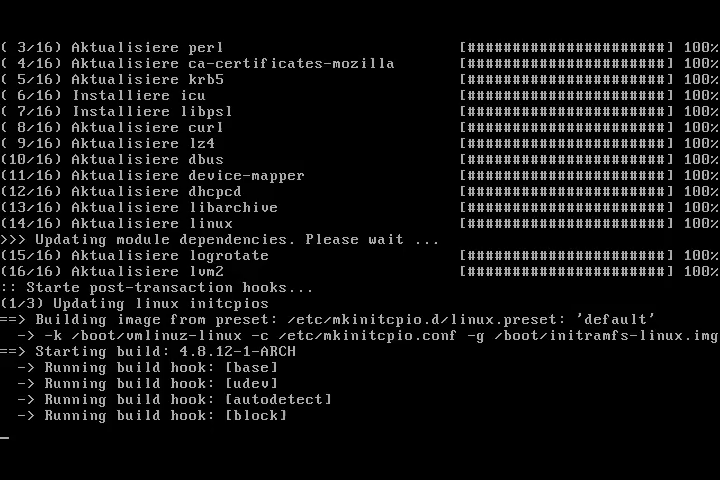 ( 3/16) Aktualisiere perl [######################] 100%
( 4/16) Aktualisiere ca-certificates-mozilla [######################] 100%
( 5/16) Aktualisiere krb5 [######################] 100%
( 6/16) Installiere icu [######################] 100%
( 7/16) Installiere libpsl [######################] 100%
( 8/16) Aktualisiere curl [######################] 100%
( 9/16) Aktualisiere lz4 [######################] 100%
(10/16) Aktualisiere dbus [######################] 100%
(11/16) Aktualisiere device-mapper [######################] 100%
(12/16) Aktualisiere dhcpcd [######################] 100%
(13/16) Aktualisiere libarchive [######################] 100%
(14/16) Aktualisiere linux [######################] 100%
>>> Updating module dependencies. Please wait ...
(15/16) Aktualisiere logrotate [######################] 100%
(16/16) Aktualisiere lvm2 [######################] 100%
:: Starte post-transaction hooks...
(1/3) Updating linux initcpios
==> Building image from preset: /etc/mkinitcpio.d/linux.preset: 'default'
-> -k /boot/vmlinuz-linux -c /etc/mkinitcpio.conf -g /boot/initramfs-linux.img
==> Starting build: 4.8.12-1-ARCH
-> Running build hook: [base]
-> Running build hook: [udev]
-> Running build hook: [autodetect]
-> Running build hook: [block]